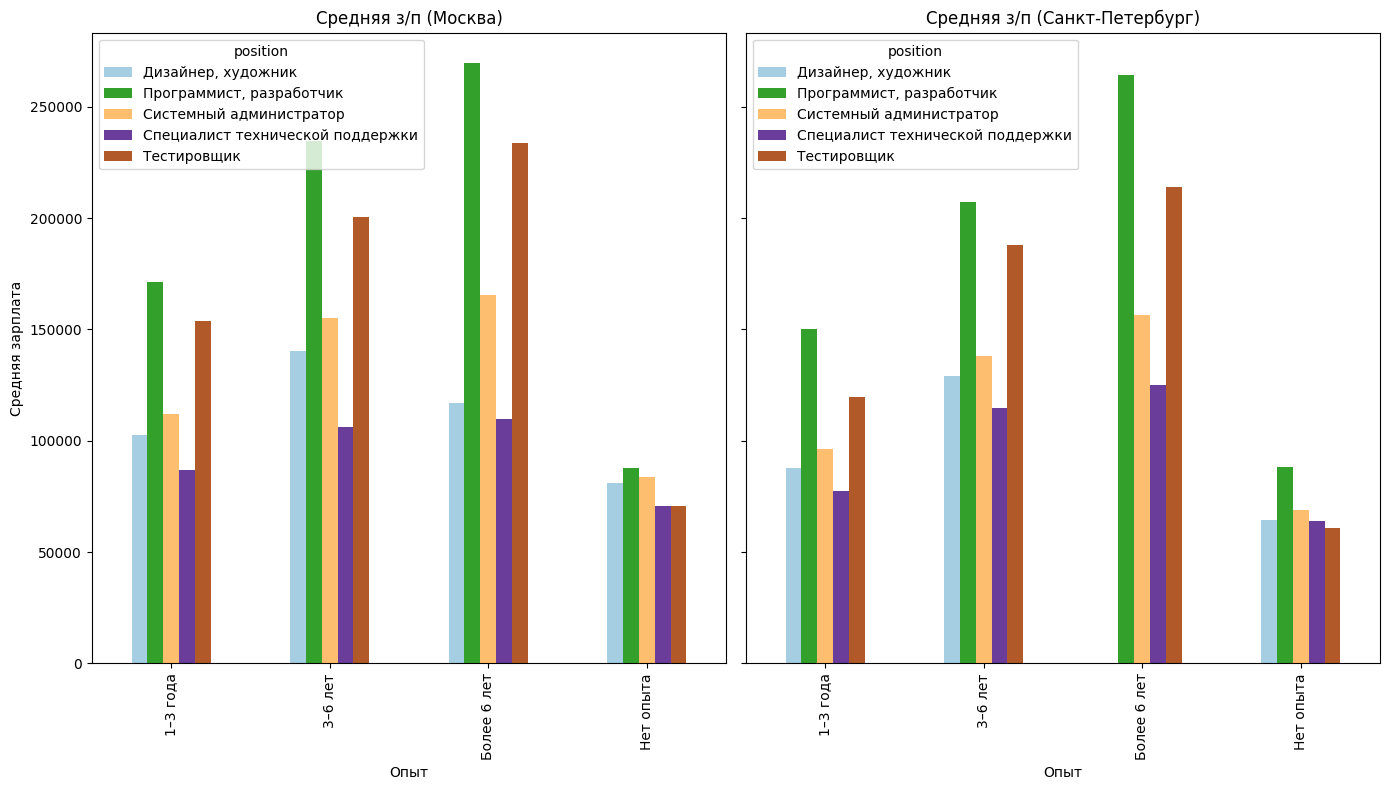 Средняя з/п (Москва)
position
Дизайнер, художник
Программист, разработчик
Системный администратор
Специалист технической поддержки
Тестировщик
Средняя зарплата
250000
200000
150000
100000
50000
0
1–3 года
3–6 лет
Более 6 лет
Нет опыта
Опыт
Средняя з/п (Санкт-Петербург)
position
Дизайнер, художник
Программист, разработчик
Системный администратор
Специалист технической поддержки
Тестировщик
1–3 года
3–6 лет
Более 6 лет
Нет опыта
Опыт